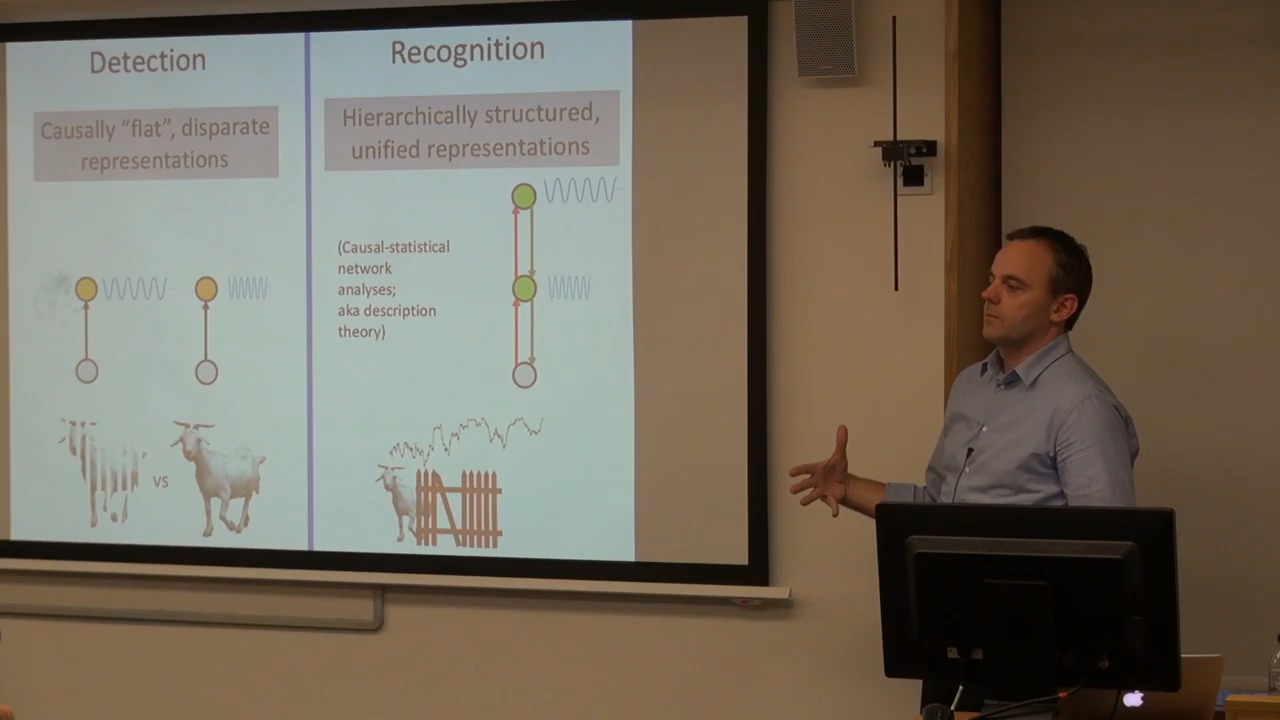 Detection
Causally “flat”, disparate
representations
vs
Recognition
Hierarchically structured,
unified representations
(Causal-statistical
network
analyses;
aka description
theory)